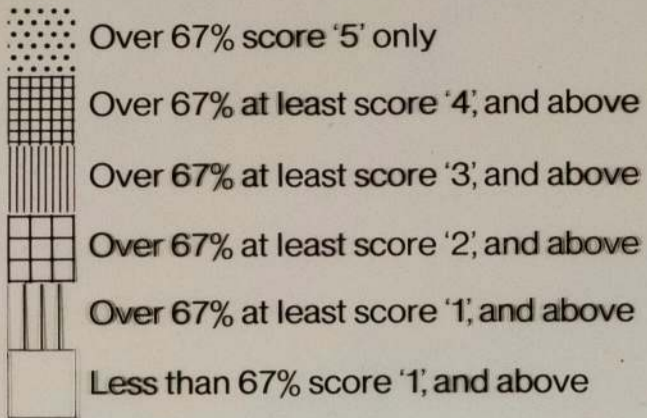 Over 67% score ‘5’ only
Over 67% at least score ‘4’, and above
Over 67% at least score ‘3’, and above
Over 67% at least score ‘2’, and above
Over 67% at least score ‘1’, and above
Less than 67% score ‘1’, and above